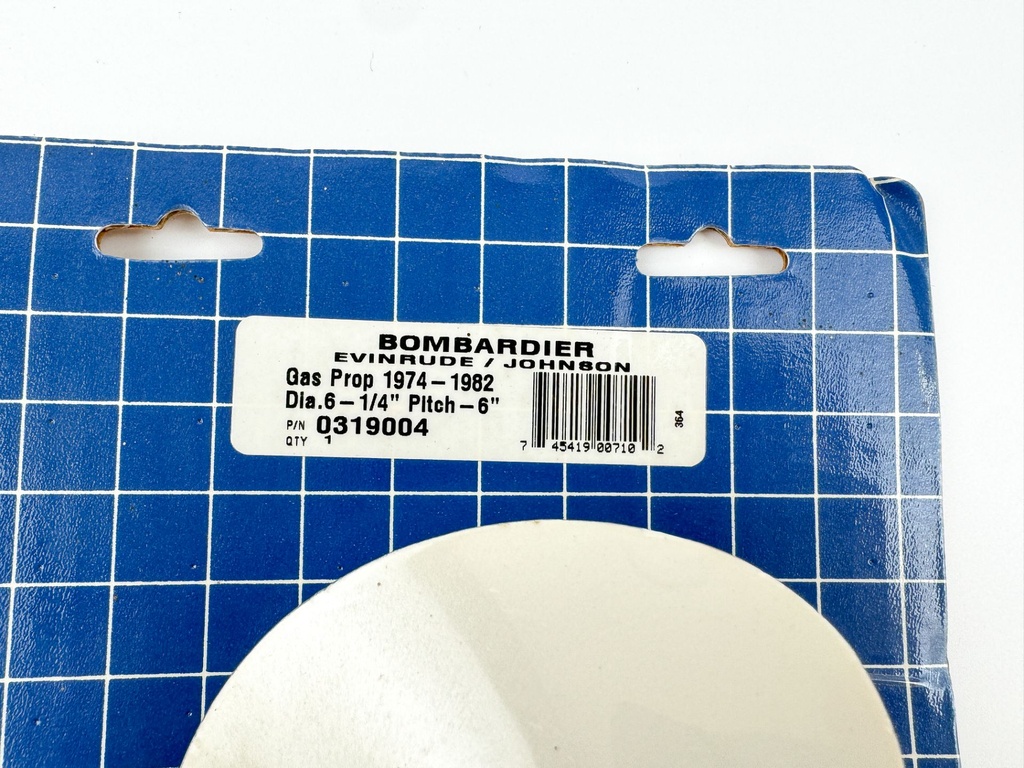 BOMBARDIER
EVINRUDE / JOHNSON
Gas Prop 1974-1982
Dia.6-1/4" Pitch-6"
P/N 0319004
QTY 1
7 45419 00710 2
364